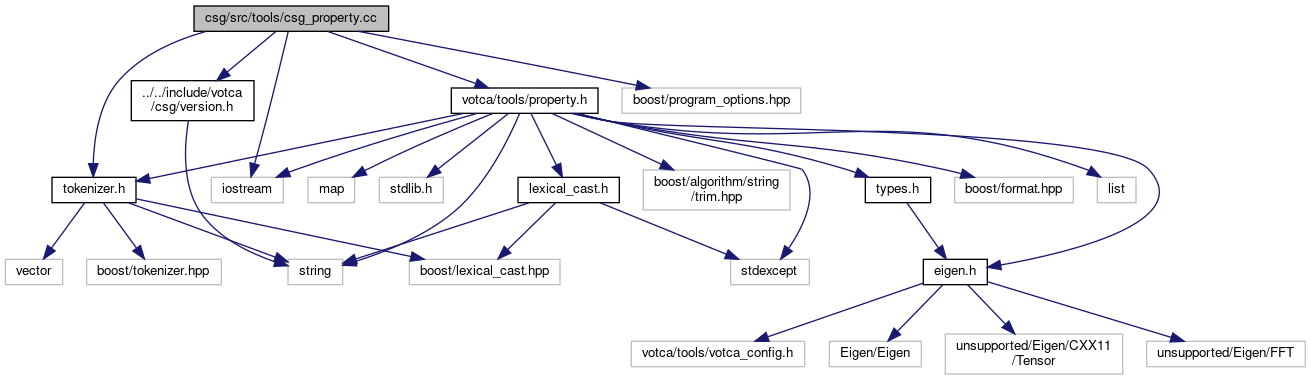 csg/src/tools/csg_property.cc
../../include/votca
/csg/version.h
votca/tools/property.h
boost/program_options.hpp
tokenizer.h
iostream
map
stdlib.h
lexical_cast.h
boost/algorithm/string
/trim.hpp
types.h
boost/format.hpp
list
vector
boost/tokenizer.hpp
string
boost/lexical_cast.hpp
stdexcept
eigen.h
votca/tools/votca_config.h
Eigen/Eigen
unsupported/Eigen/CXX11
/Tensor
unsupported/Eigen/FFT